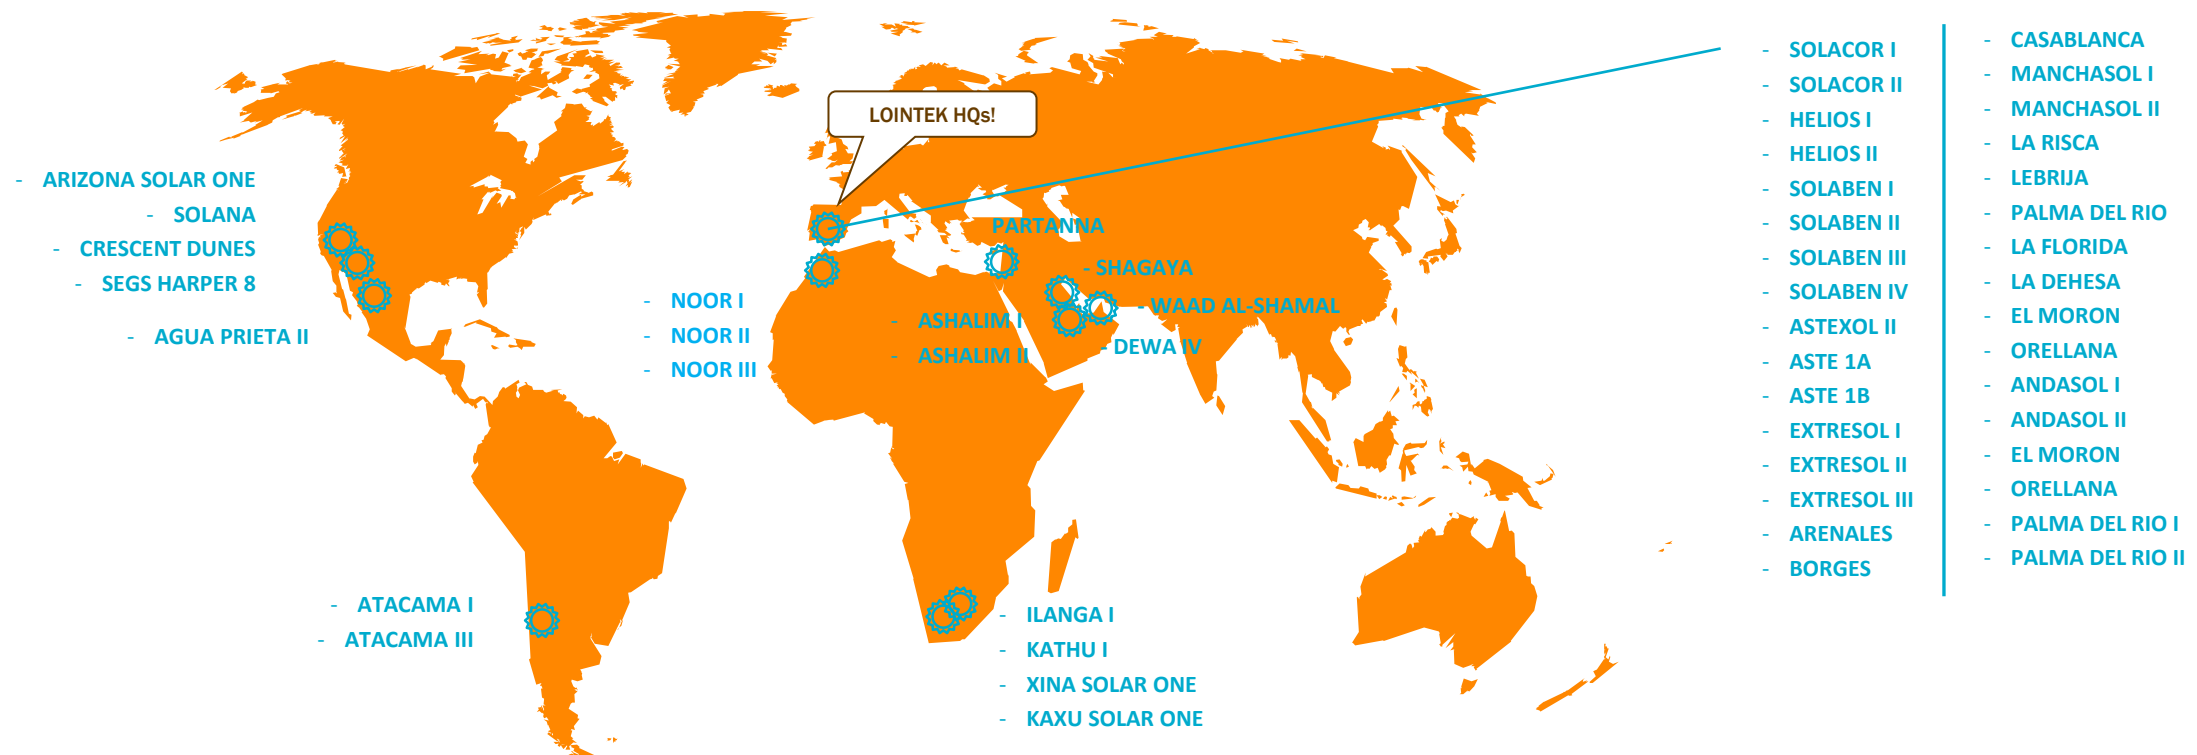 LOINTEK HQs!
- ARIZONA SOLAR ONE
- SOLANA
- CRESCENT DUNES
- SEGS HARPER 8
- AGUA PRIETA II
- ATACAMA I
- ATACAMA III
- NOOR I
- NOOR II
- NOOR III
PARTANNA
- ASHALIM I
- ASHALIM II
- SHAGAYA
- WAAD AL-SHAMAL
- DEWA IV
- ILANGA I
- KATHU I
- XINA SOLAR ONE
- KAXU SOLAR ONE
- SOLACOR I
- SOLACOR II
- HELIOS I
- HELIOS II
- SOLABEN I
- SOLABEN II
- SOLABEN III
- SOLABEN IV
- ASTEXOL II
- ASTE 1A
- ASTE 1B
- EXTRESOL I
- EXTRESOL II
- EXTRESOL III
- ARENALES
- BORGES
- CASABLANCA
- MANCHASOL I
- MANCHASOL II
- LA RISCA
- LEBRIJA
- PALMA DEL RIO
- LA FLORIDA
- LA DEHESA
- EL MORON
- ORELLANA
- ANDASOL I
- ANDASOL II
- EL MORON
- ORELLANA
- PALMA DEL RIO I
- PALMA DEL RIO II